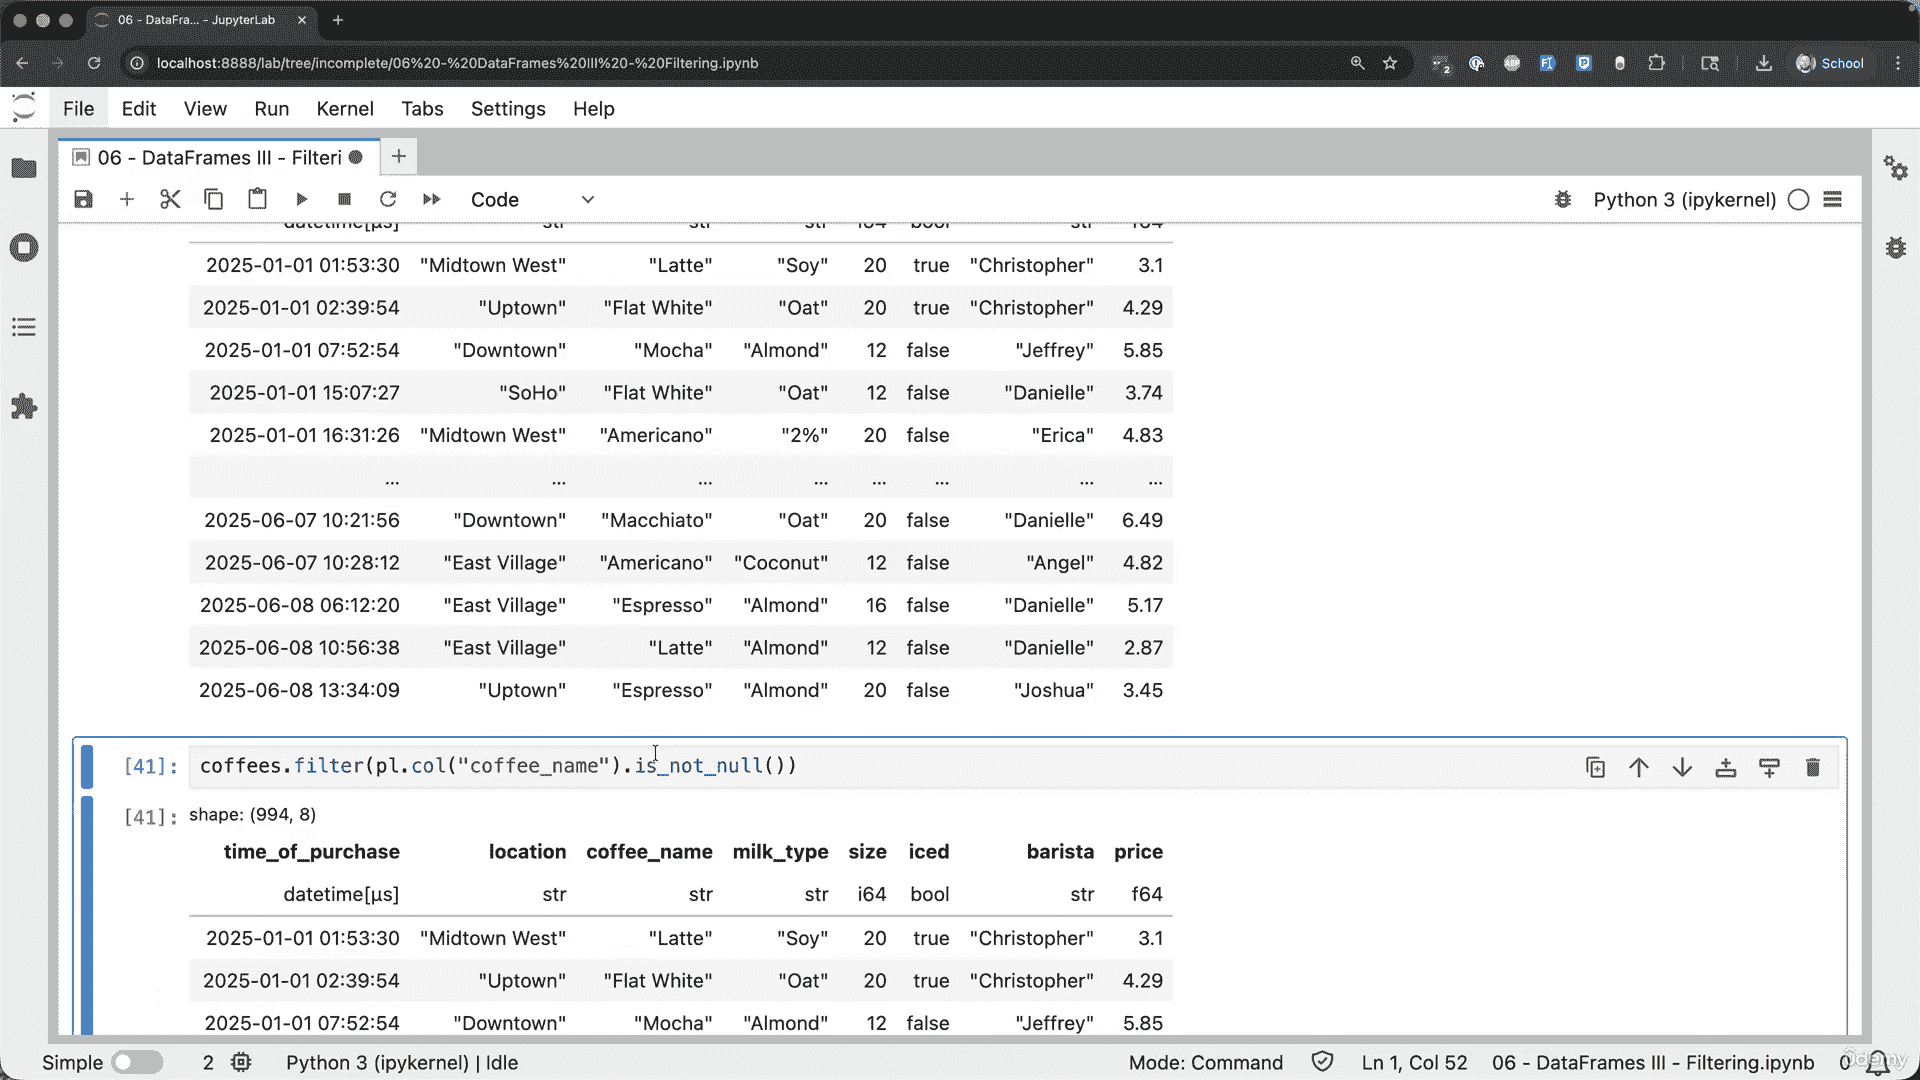 06 - DataFra... - JupyterLab
localhost:8888/lab/tree/incomplete/06%20-%20DataFrames%20III%20-%20Filtering.ipynb
2
ABP
School
File Edit View Run Kernel Tabs Settings Help
06 - DataFrames III - Filteri
Code
Python 3 (ipykernel)
datetime[μs] str str str i64 bool str f64
2025-01-01 01:53:30 "Midtown West" "Latte" "Soy" 20 true "Christopher" 3.1
2025-01-01 02:39:54 "Uptown" "Flat White" "Oat" 20 true "Christopher" 4.29
2025-01-01 07:52:54 "Downtown" "Mocha" "Almond" 12 false "Jeffrey" 5.85
2025-01-01 15:07:27 "SoHo" "Flat White" "Oat" 12 false "Danielle" 3.74
2025-01-01 16:31:26 "Midtown West" "Americano" "2%" 20 false "Erica" 4.83
... ... ... ... ... ... ... ...
2025-06-07 10:21:56 "Downtown" "Macchiato" "Oat" 20 false "Danielle" 6.49
2025-06-07 10:28:12 "East Village" "Americano" "Coconut" 12 false "Angel" 4.82
2025-06-08 06:12:20 "East Village" "Espresso" "Almond" 16 false "Danielle" 5.17
2025-06-08 10:56:38 "East Village" "Latte" "Almond" 12 false "Danielle" 2.87
2025-06-08 13:34:09 "Uptown" "Espresso" "Almond" 20 false "Joshua" 3.45
[41]: coffees.filter(pl.col("coffee_name").is_not_null())
[41]: shape: (994, 8)
time_of_purchase location coffee_name milk_type size iced barista price
datetime[μs] str str str i64 bool str f64
2025-01-01 01:53:30 "Midtown West" "Latte" "Soy" 20 true "Christopher" 3.1
2025-01-01 02:39:54 "Uptown" "Flat White" "Oat" 20 true "Christopher" 4.29
2025-01-01 07:52:54 "Downtown" "Mocha" "Almond" 12 false "Jeffrey" 5.85
Simple 2 Python 3 (ipykernel) | Idle Mode: Command Ln 1, Col 52 06 - DataFrames III - Filtering.ipynb 0
udemy